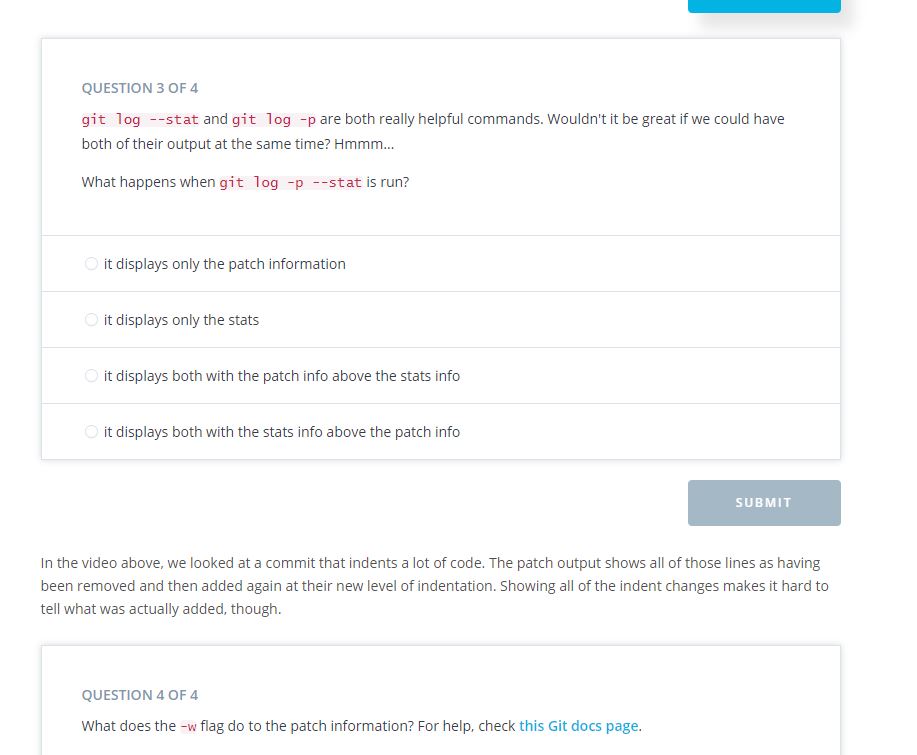 QUESTION 3 OF 4
git log --stat and git log -p are both really helpful commands. Wouldn't it be great if we could have
both of their output at the same time? Hmmm...
What happens when git log -p --stat is run?
it displays only the patch information
it displays only the stats
it displays both with the patch info above the stats info
it displays both with the stats info above the patch info
SUBMIT
In the video above, we looked at a commit that indents a lot of code. The patch output shows all of those lines as having
been removed and then added again at their new level of indentation. Showing all of the indent changes makes it hard to
tell what was actually added, though.
QUESTION 4 OF 4
What does the -w flag do to the patch information? For help, check this Git docs page.